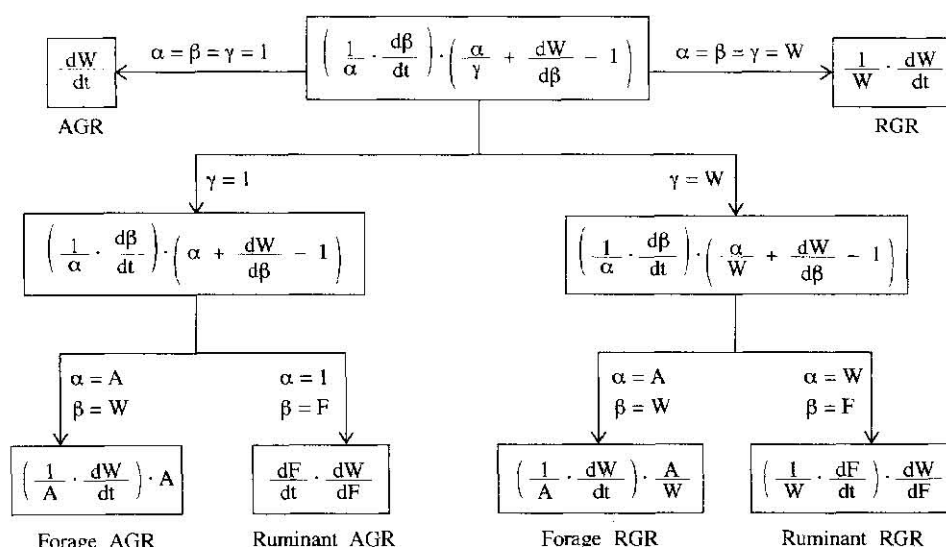 dW/dt
α = β = γ = 1
(1/α · dβ/dt) · (α/γ + dW/dβ − 1)
α = β = γ = W
1/W · dW/dt
AGR
RGR
γ = 1
γ = W
(1/α · dβ/dt) · (α + dW/dβ − 1)
(1/α · dβ/dt) · (α/W + dW/dβ − 1)
α = A
β = W
α = 1
β = F
α = A
β = W
α = W
β = F
(1/A · dW/dt) · A
dF/dt · dW/dF
(1/A · dW/dt) · A/W
(1/W · dF/dt) · dW/dF
Forage AGR
Ruminant AGR
Forage RGR
Ruminant RGR